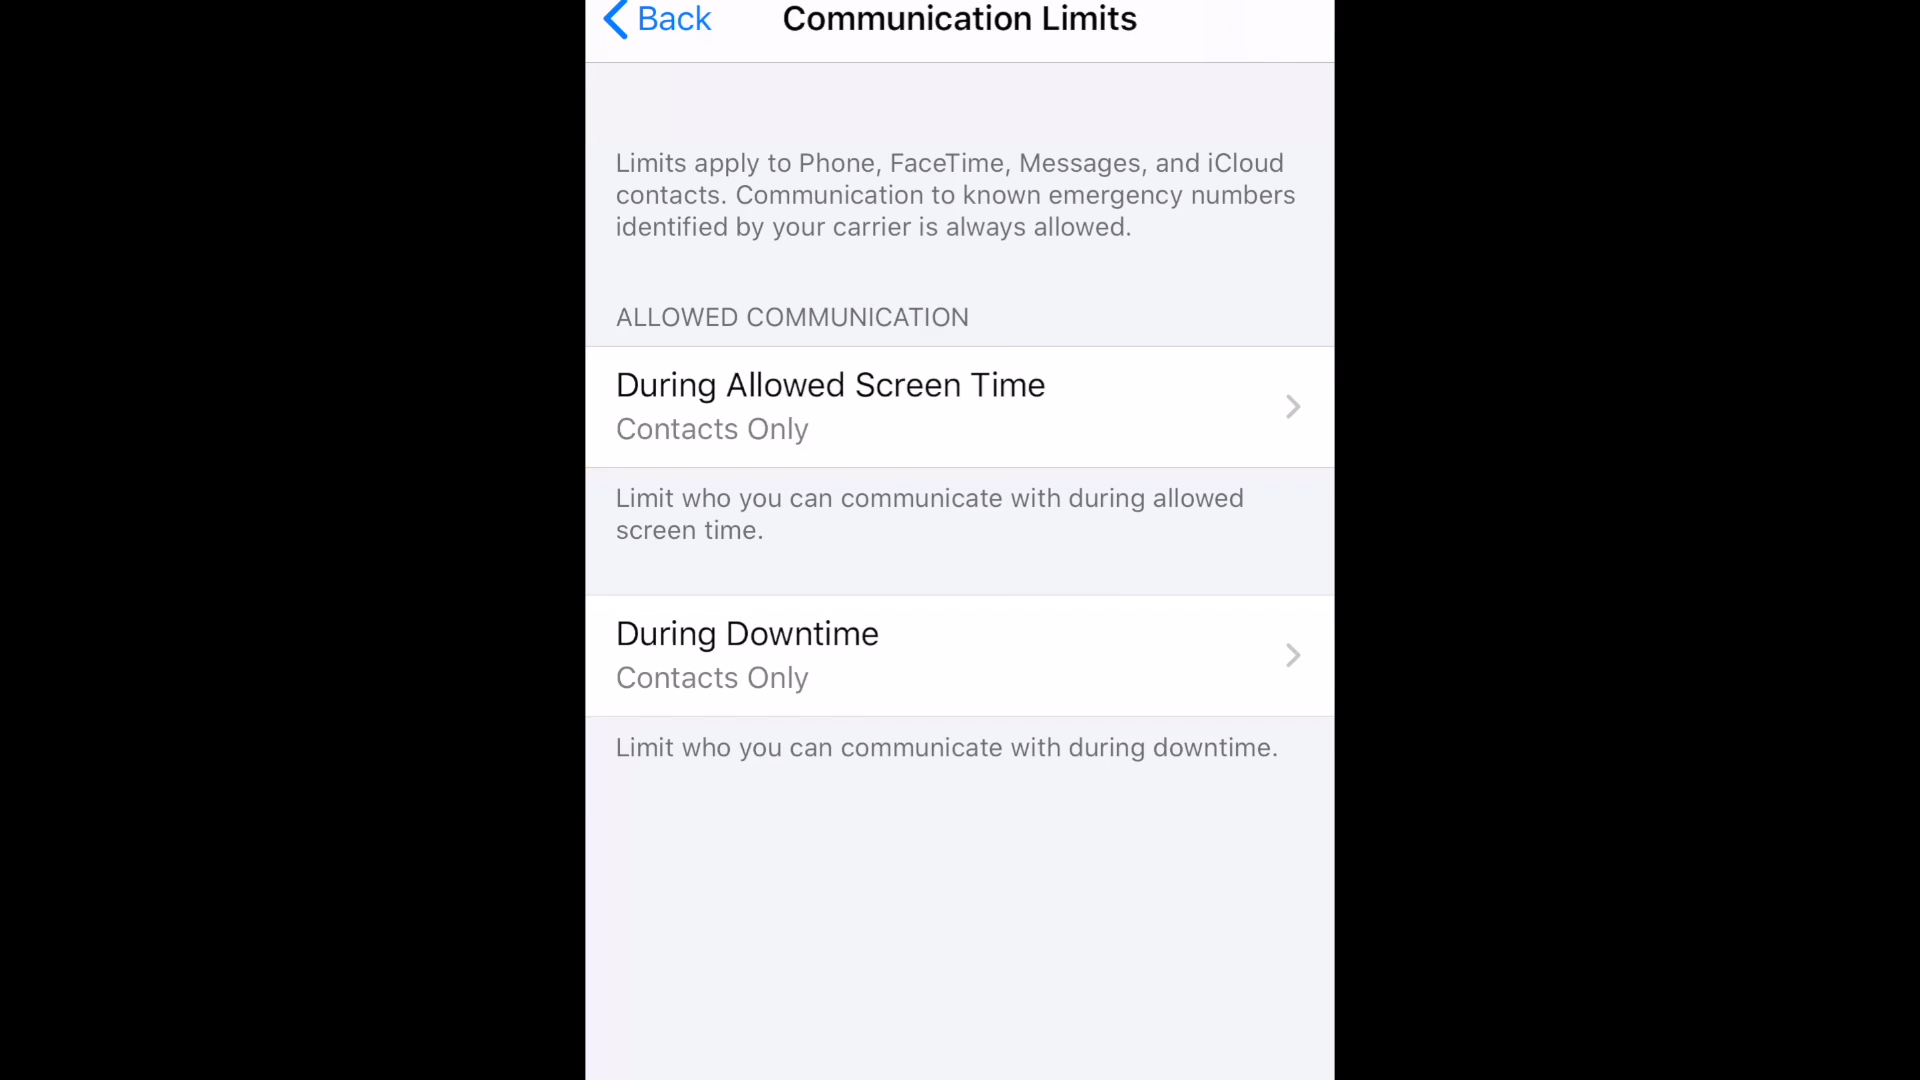 Back
Communication Limits
Limits apply to Phone, FaceTime, Messages, and iCloud
contacts. Communication to known emergency numbers
identified by your carrier is always allowed.
ALLOWED COMMUNICATION
During Allowed Screen Time
Contacts Only
Limit who you can communicate with during allowed
screen time.
During Downtime
Contacts Only
Limit who you can communicate with during downtime.